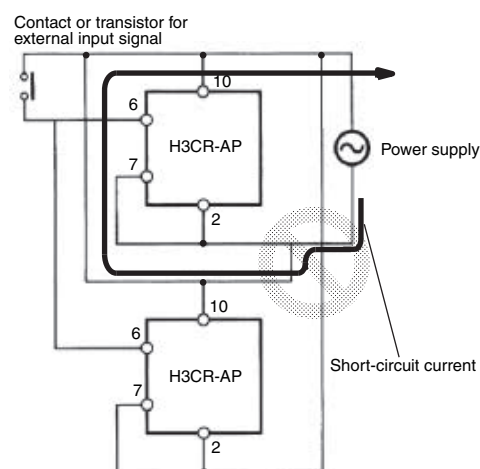 Contact or transistor for
external input signal
10
6
H3CR-AP
7
Power supply
2
10
6
Short-circuit current
H3CR-AP
7
2